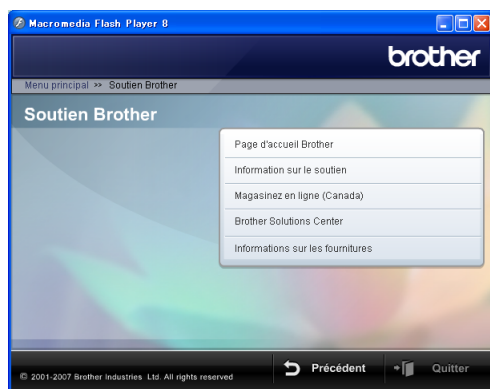 Macromedia Flash Player 8
brother
Menu principal >> Soutien Brother
Soutien Brother
Page d'accueil Brother
Information sur le soutien
Magasinez en ligne (Canada)
Brother Solutions Center
Informations sur les fournitures
© 2001-2007 Brother Industries Ltd. All rights reserved
Précédent
Quitter